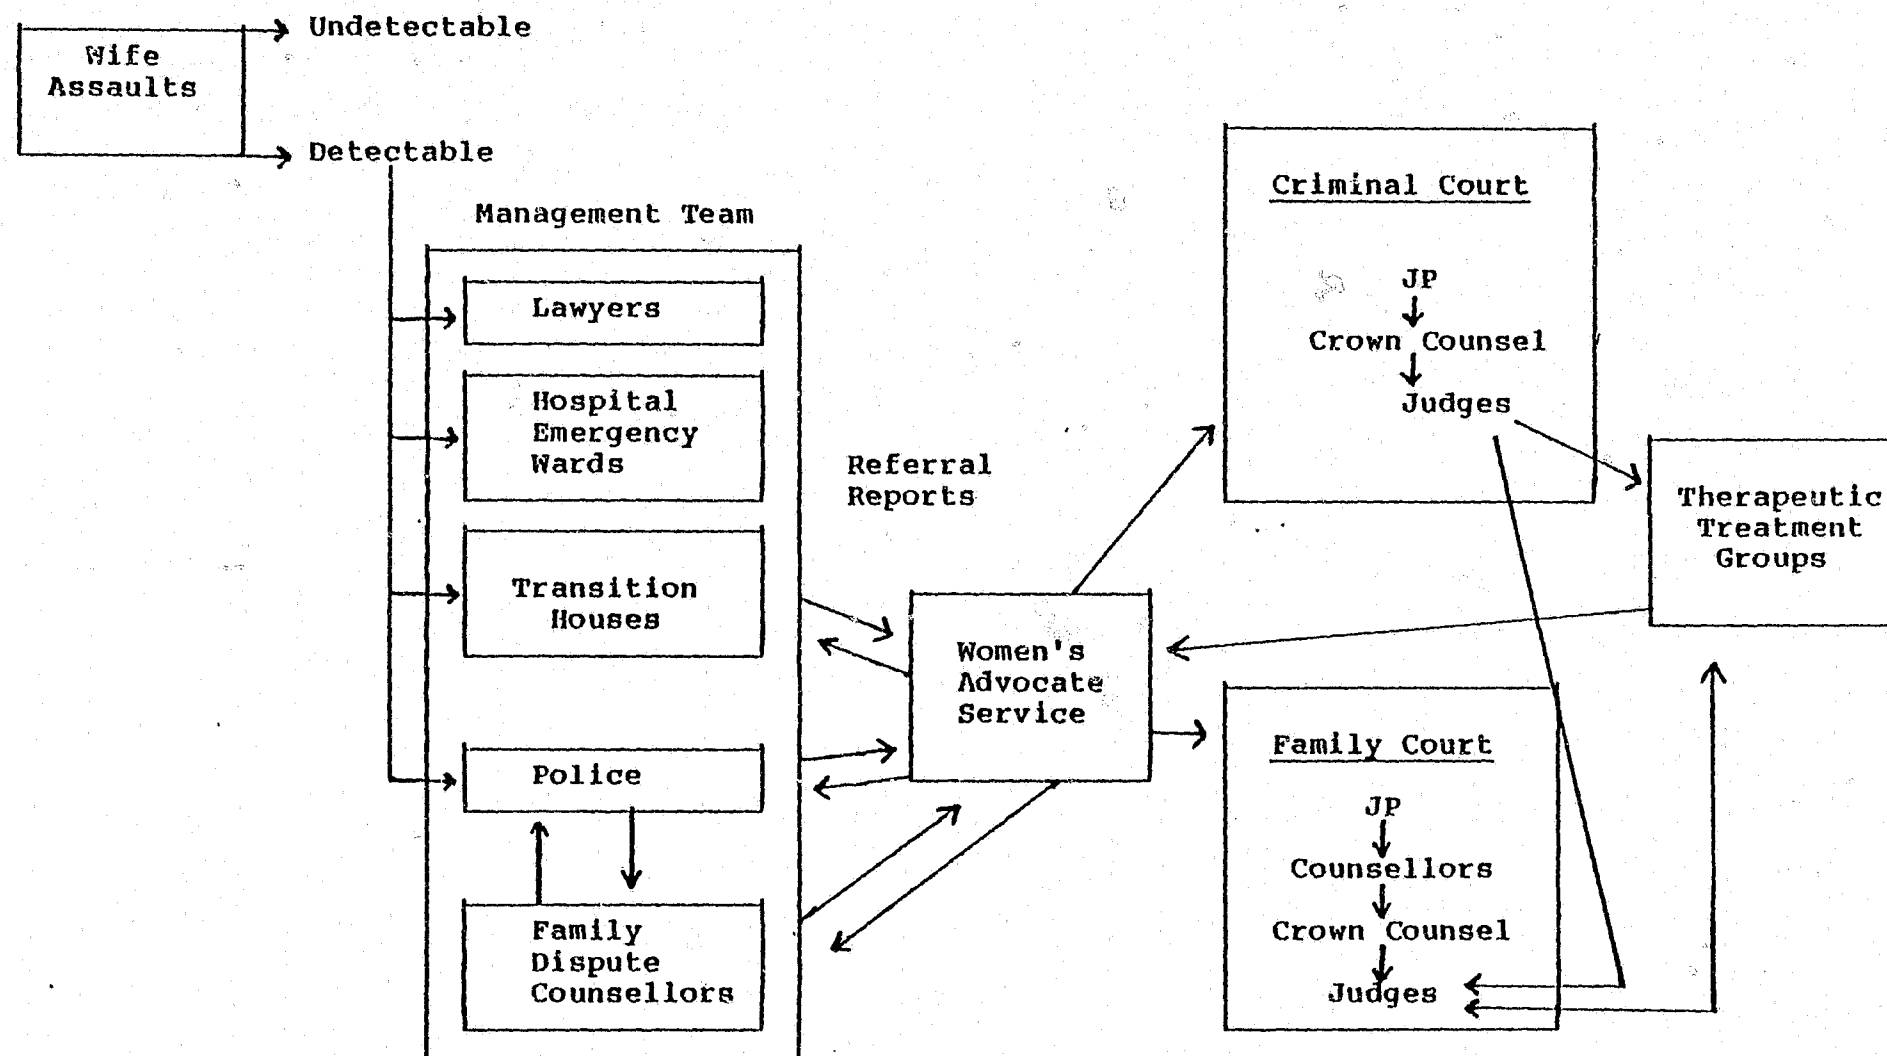 Undetectable
Wife
Assaults
Detectable
Management Team
Lawyers
Hospital
Emergency
Wards
Transition
Houses
Police
Family
Dispute
Counsellors
Referral
Reports
Women's
Advocate
Service
Criminal Court
JP
Crown Counsel
Judges
Therapeutic
Treatment
Groups
Family Court
JP
Counsellors
Crown Counsel
Judges